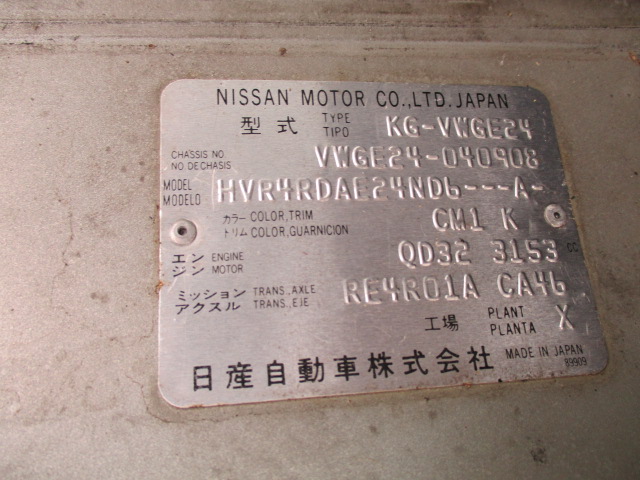 NISSAN MOTOR CO.,LTD.JAPAN
型式 TYPE TIPO KG-VWGE24
CHASSIS NO. NO DE CHASIS VWGE24-040908
MODEL MODELO HVR4RDAE24ND6---A-
カラー COLOR,TRIM トリム COLOR,GUARNICION CM1 K
エンジン ENGINE MOTOR QD32 3153 cc
ミッション アクスル TRANS.,AXLE TRANS.,EJE RE4R01A CA46
工場 PLANT PLANTA X
日産自動車株式会社 MADE IN JAPAN
89909